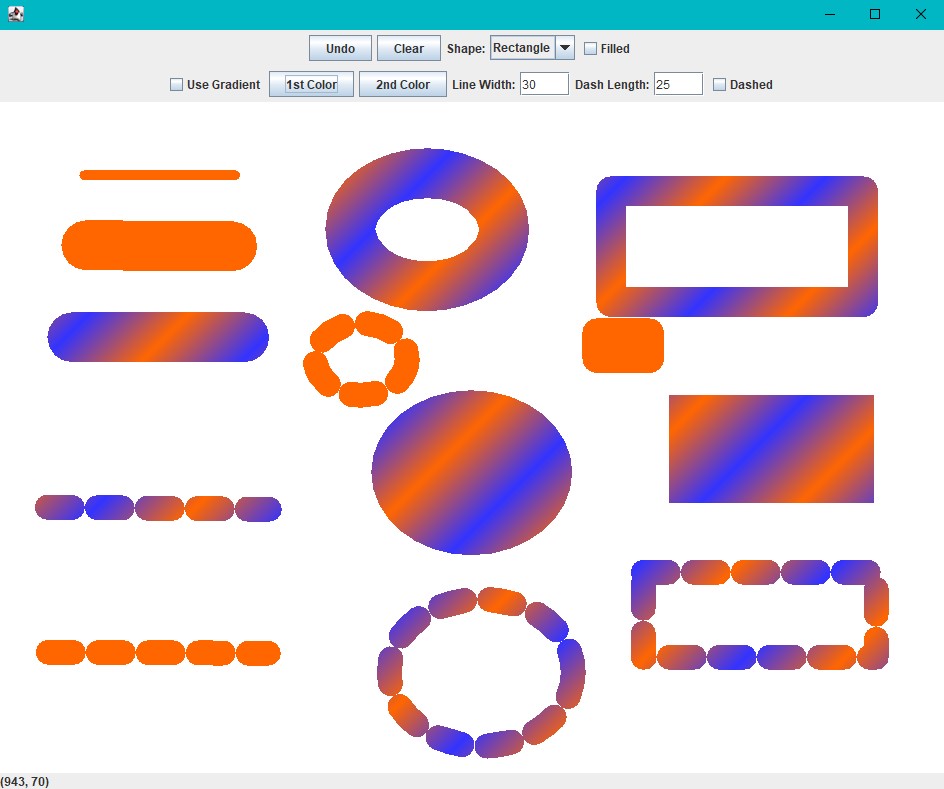 Undo Clear Shape: Rectangle Filled
Use Gradient 1st Color 2nd Color Line Width: 30 Dash Length: 25 Dashed
(943, 70)